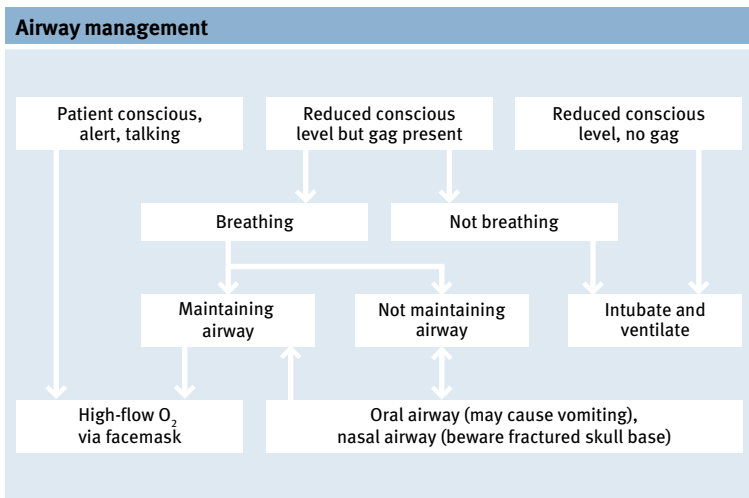 Airway management
Patient conscious,
alert, talking
Reduced conscious
level but gag present
Reduced conscious
level, no gag
Breathing
Not breathing
Maintaining
airway
Not maintaining
airway
Intubate and
ventilate
High-flow O₂
via facemask
Oral airway (may cause vomiting),
nasal airway (beware fractured skull base)